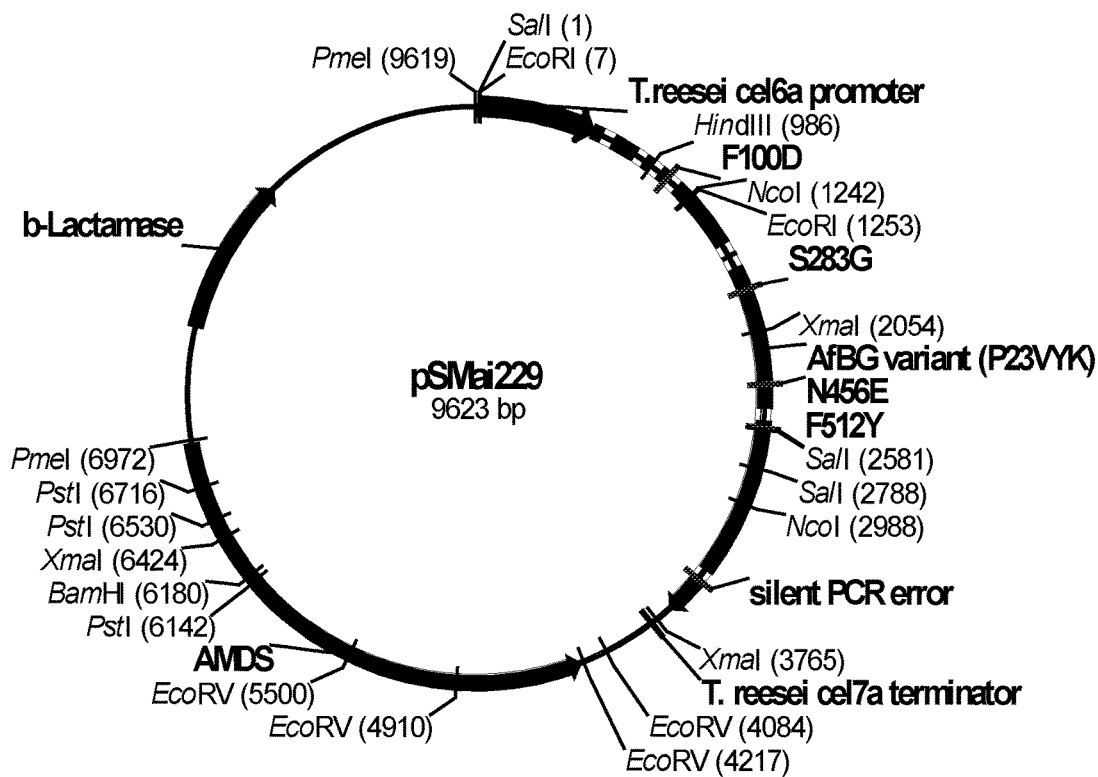 SalI (1)
PmeI (9619)
EcoRI (7)
T.reesei cel6a promoter
HindIII (986)
F100D
NcoI (1242)
EcoRI (1253)
S283G
XmaI (2054)
AfBG variant (P23VYK)
N456E
F512Y
SalI (2581)
SalI (2788)
NcoI (2988)
silent PCR error
XmaI (3765)
T. reesei cel7a terminator
EcoRV (4084)
EcoRV (4217)
EcoRV (4910)
EcoRV (5500)
AMDS
PstI (6142)
BamHI (6180)
XmaI (6424)
PstI (6530)
PstI (6716)
PmeI (6972)
b-Lactamase
pSMai229
9623 bp